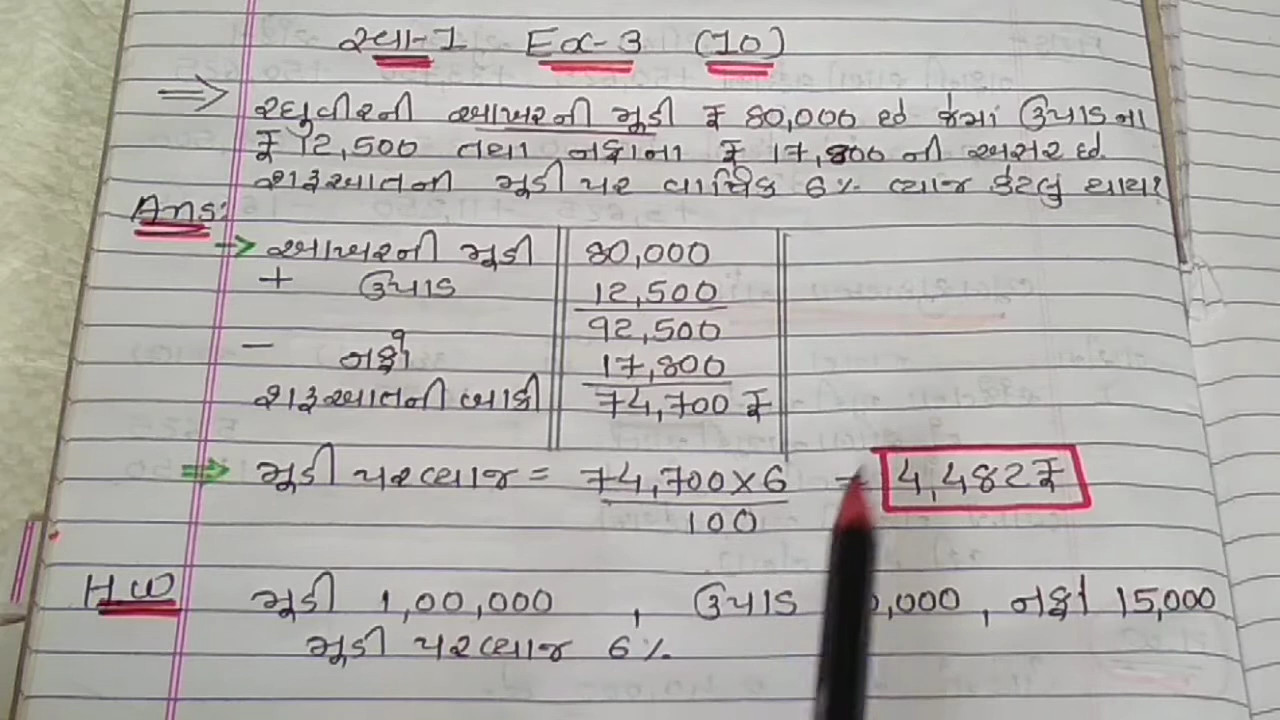 સ્વા-1 Ex-3 (10)
⇒ રઘુવીરની આખરની મૂડી ₹ 80,000 છે જેમાં ઉપાડના
₹ 12,500 તથા નફાના ₹ 17,800 ની અસર છે.
શરૂઆતની મૂડી પર વાર્ષિક 6% વ્યાજ કેટલું થાય?
Ans:
→ આખરની મૂડી 80,000
+ ઉપાડ 12,500
92,500
- નફો 17,800
શરૂઆતની બાકી 74,700 ₹
⇒ મૂડી પર વ્યાજ = 74,700 x 6 = 4,482 ₹
100
H.W મૂડી 1,00,000 , ઉપાડ 0,000 , નફો 15,000
મૂડી પર વ્યાજ 6%